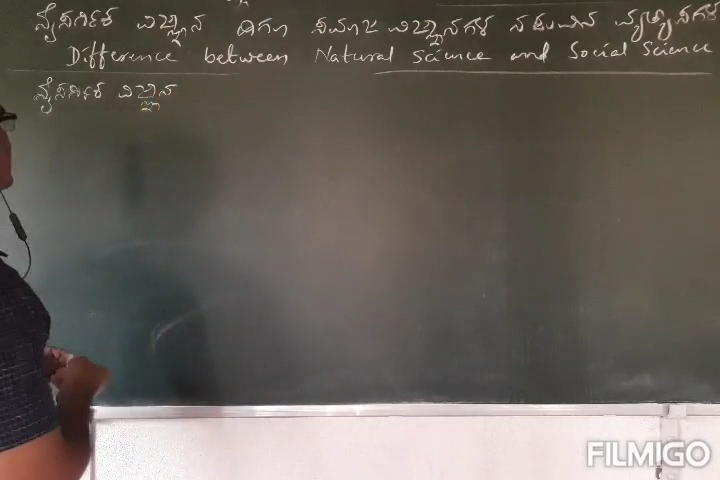 ನೈಸರ್ಗಿಕ ವಿಜ್ಞಾನ ಹಾಗೂ ಸಮಾಜ ವಿಜ್ಞಾನಗಳ ನಡುವಿನ ವ್ಯತ್ಯಾಸಗಳು
Difference between Natural Science and Social Science
ನೈಸರ್ಗಿಕ ವಿಜ್ಞಾನ
FILMIGO